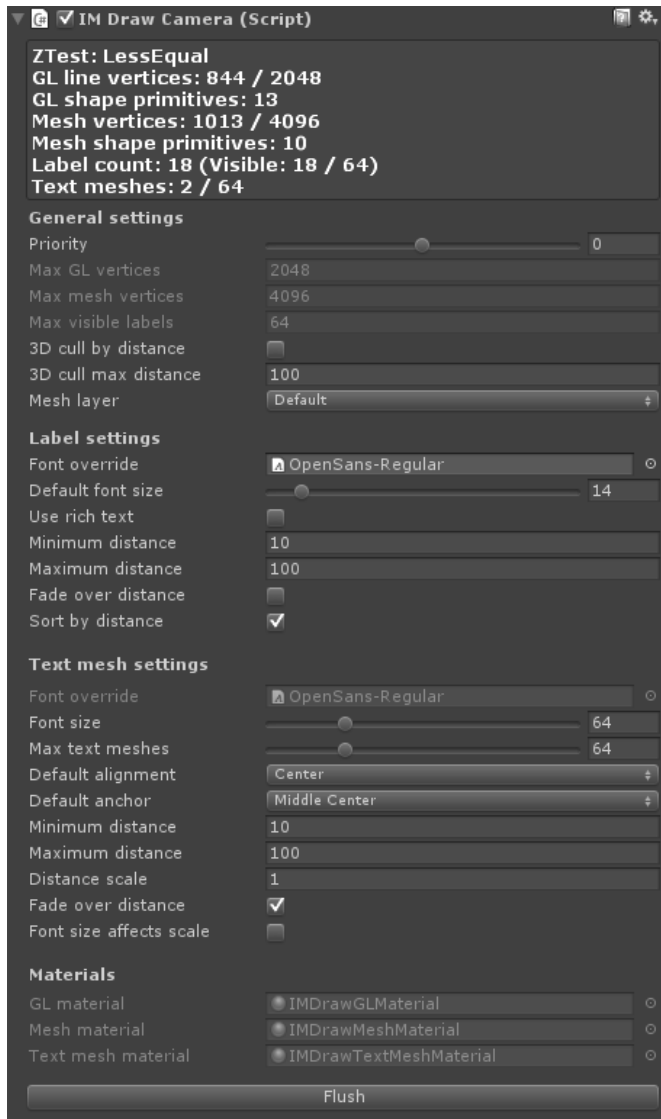 IM Draw Camera (Script)
ZTest: LessEqual
GL line vertices: 844 / 2048
GL shape primitives: 13
Mesh vertices: 1013 / 4096
Mesh shape primitives: 10
Label count: 18 (Visible: 18 / 64)
Text meshes: 2 / 64
General settings
Priority 0
Max GL vertices 2048
Max mesh vertices 4096
Max visible labels 64
3D cull by distance
3D cull max distance 100
Mesh layer Default
Label settings
Font override OpenSans-Regular
Default font size 14
Use rich text
Minimum distance 10
Maximum distance 100
Fade over distance
Sort by distance
Text mesh settings
Font override OpenSans-Regular
Font size 64
Max text meshes 64
Default alignment Center
Default anchor Middle Center
Minimum distance 10
Maximum distance 100
Distance scale 1
Fade over distance
Font size affects scale
Materials
GL material IMDrawGLMaterial
Mesh material IMDrawMeshMaterial
Text mesh material IMDrawTextMeshMaterial
Flush